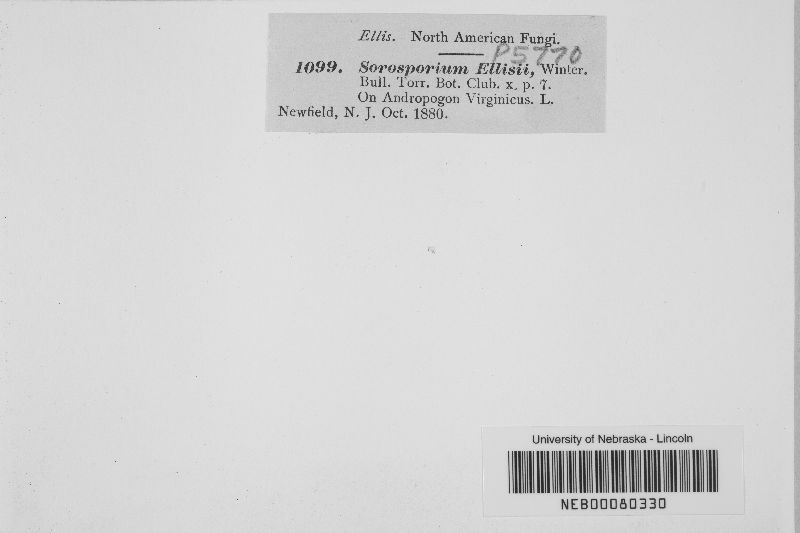 Ellis. North American Fungi.
P5770
1099. Sorosporium Ellisii, Winter.
Bull. Torr. Bot. Club. x. p. 7.
On Andropogon Virginicus. L.
Newfield, N. J. Oct. 1880.
University of Nebraska - Lincoln
NEB00080330